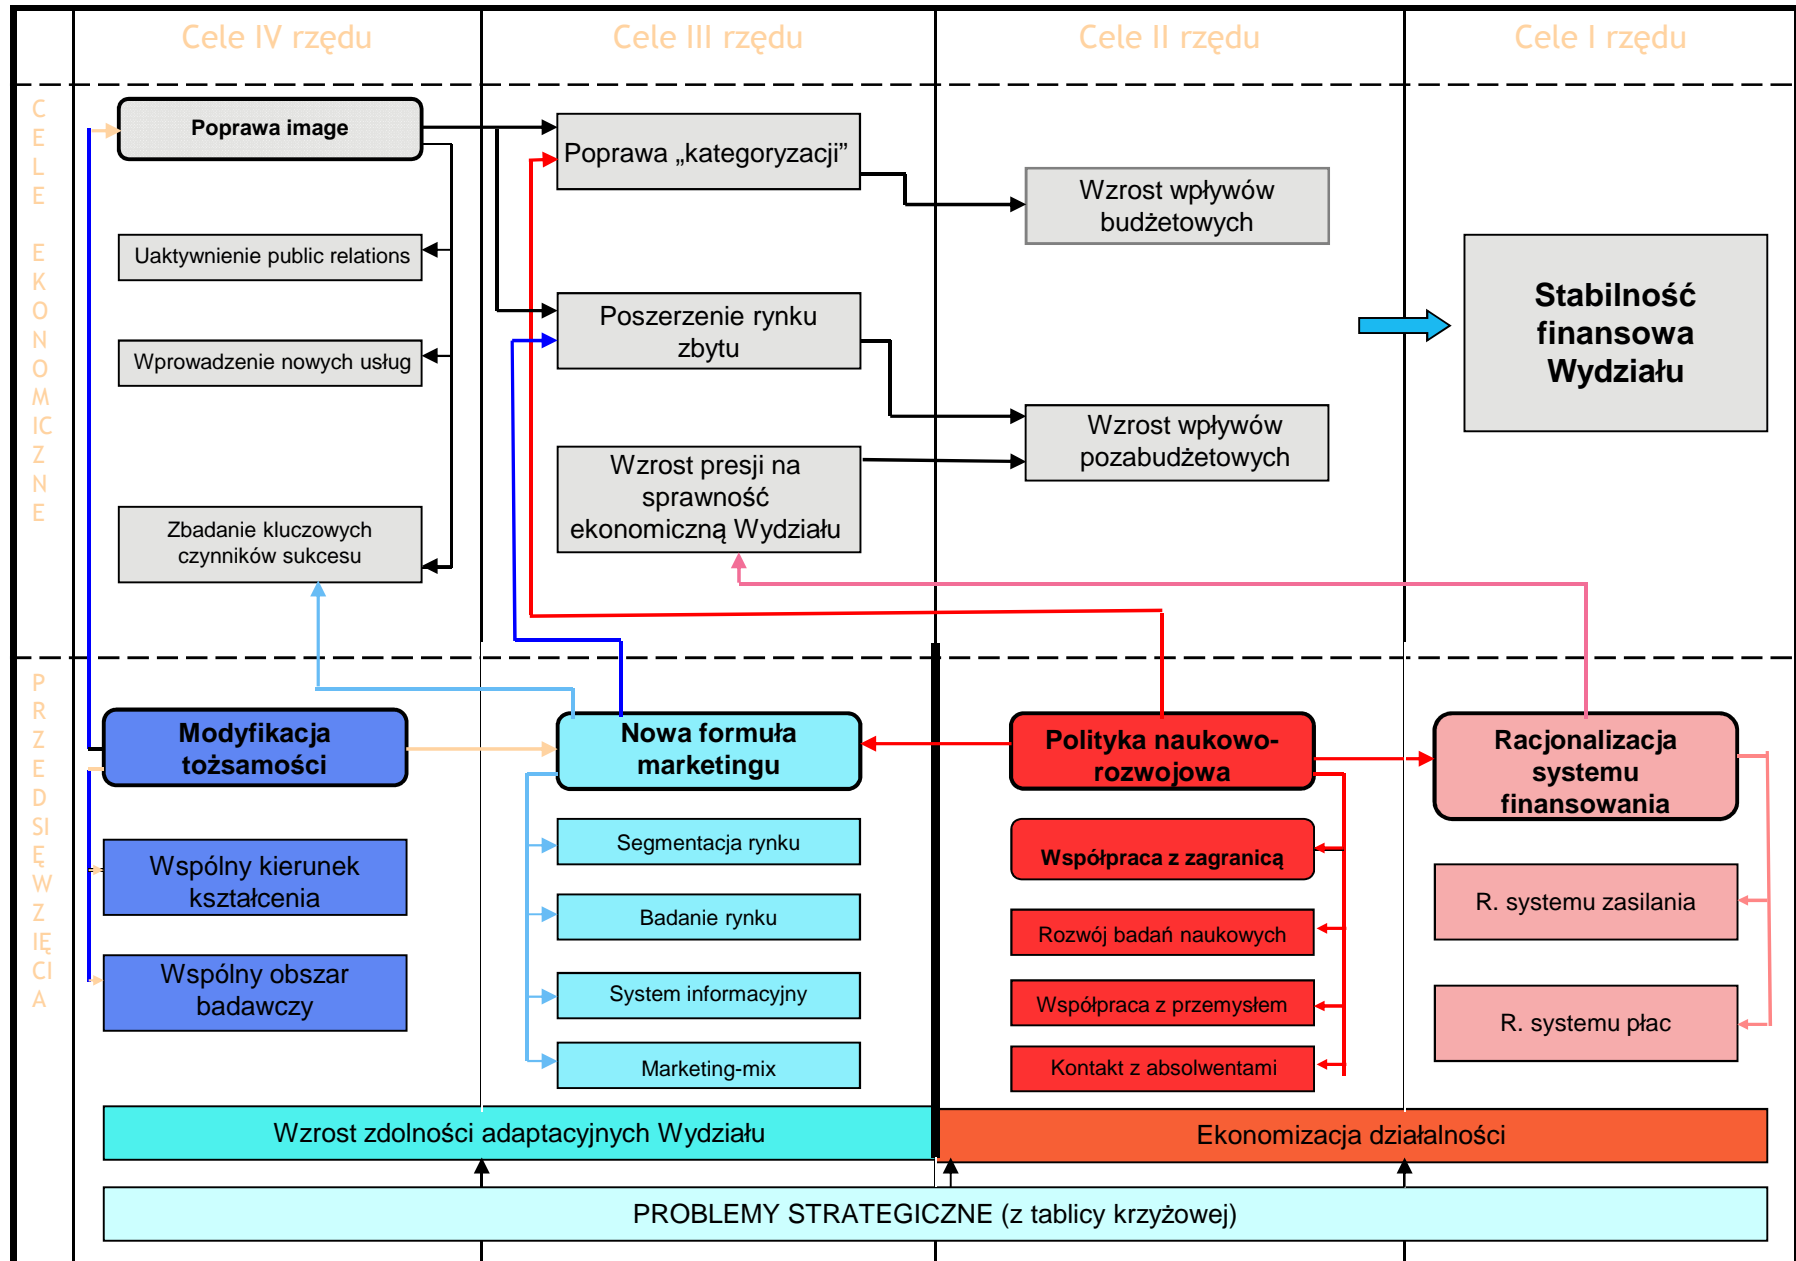 Cele IV rzędu
Cele III rzędu
Cele II rzędu
Cele I rzędu
C
E
L
E
E
K
O
N
O
M
IC
Z
N
E
Poprawa image
Uaktywnienie public relations
Wprowadzenie nowych usług
Zbadanie kluczowych
czynników sukcesu
Poprawa „kategoryzacji”
Poszerzenie rynku
zbytu
Wzrost presji na
sprawność
ekonomiczną Wydziału
Wzrost wpływów
budżetowych
Wzrost wpływów
pozabudżetowych
Stabilność
finansowa
Wydziału
P
R
Z
E
D
SI
Ę
W
Z
IĘ
CI
A
Modyfikacja
tożsamości
Wspólny kierunek
kształcenia
Wspólny obszar
badawczy
Nowa formuła
marketingu
Segmentacja rynku
Badanie rynku
System informacyjny
Marketing-mix
Polityka naukowo-
rozwojowa
Współpraca z zagranicą
Rozwój badań naukowych
Współpraca z przemysłem
Kontakt z absolwentami
Racjonalizacja
systemu
finansowania
R. systemu zasilania
R. systemu płac
Wzrost zdolności adaptacyjnych Wydziału
Ekonomizacja działalności
PROBLEMY STRATEGICZNE (z tablicy krzyżowej)